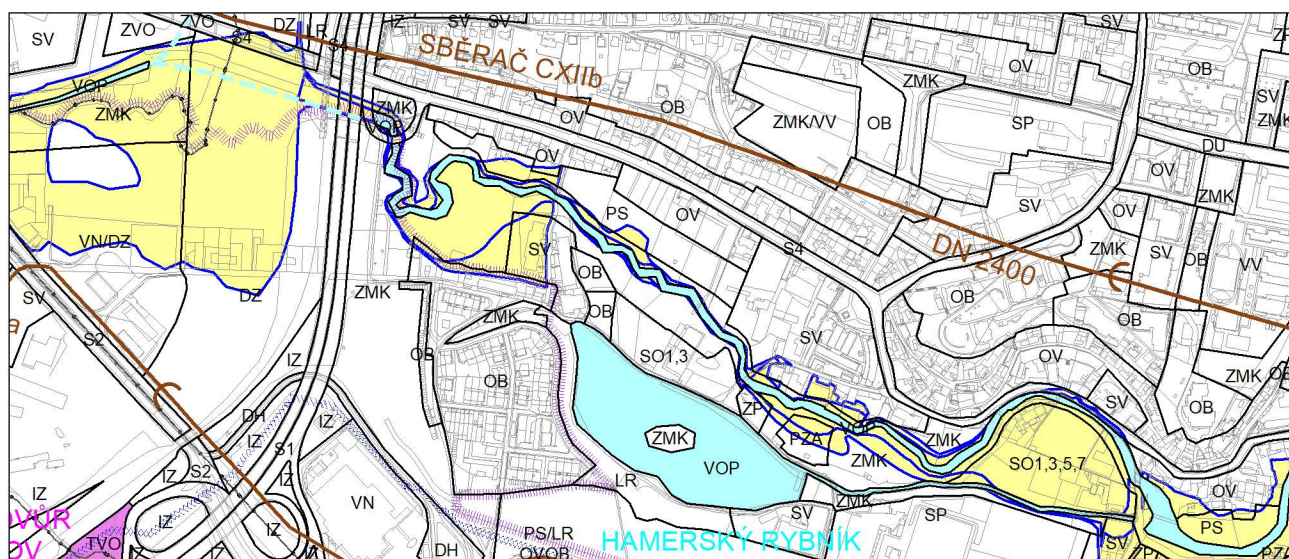 ZVO
DZ
LR
IZ
SV
SV
SV
SV
ZVO
S4
S4
SBĚRAČ CXIIb
OV
OB
ZMK
OB
SV
VOP
ZMK
ZMK
VOP
OV
ZMK/VV
OB
SP
ZMK
DU
OV
OV
PS
OV
SV
ZMK
VN/DZ
SV
S4
DN 2400
ZMK
SV
OB
VV
SV
DZ
ZMK
OB
OB
OB
S2
ZMK
OB
SV
OV
IZ
OB
OB
SO1,3
ZMK
DH
IZ
IZ
S1
ZP
SV
OB
ZMK
VOP
PZA
VOP
ZMK
ZMK
SO1,3,5,7
IZ
S2
IZ
IZ
VN
LR
ZMK
OV
IZ
IZ
TVO
PS/LR
SV
SP
PS
DH
OVOB
HAMERSKÝ RYBNÍK
SV
ZP